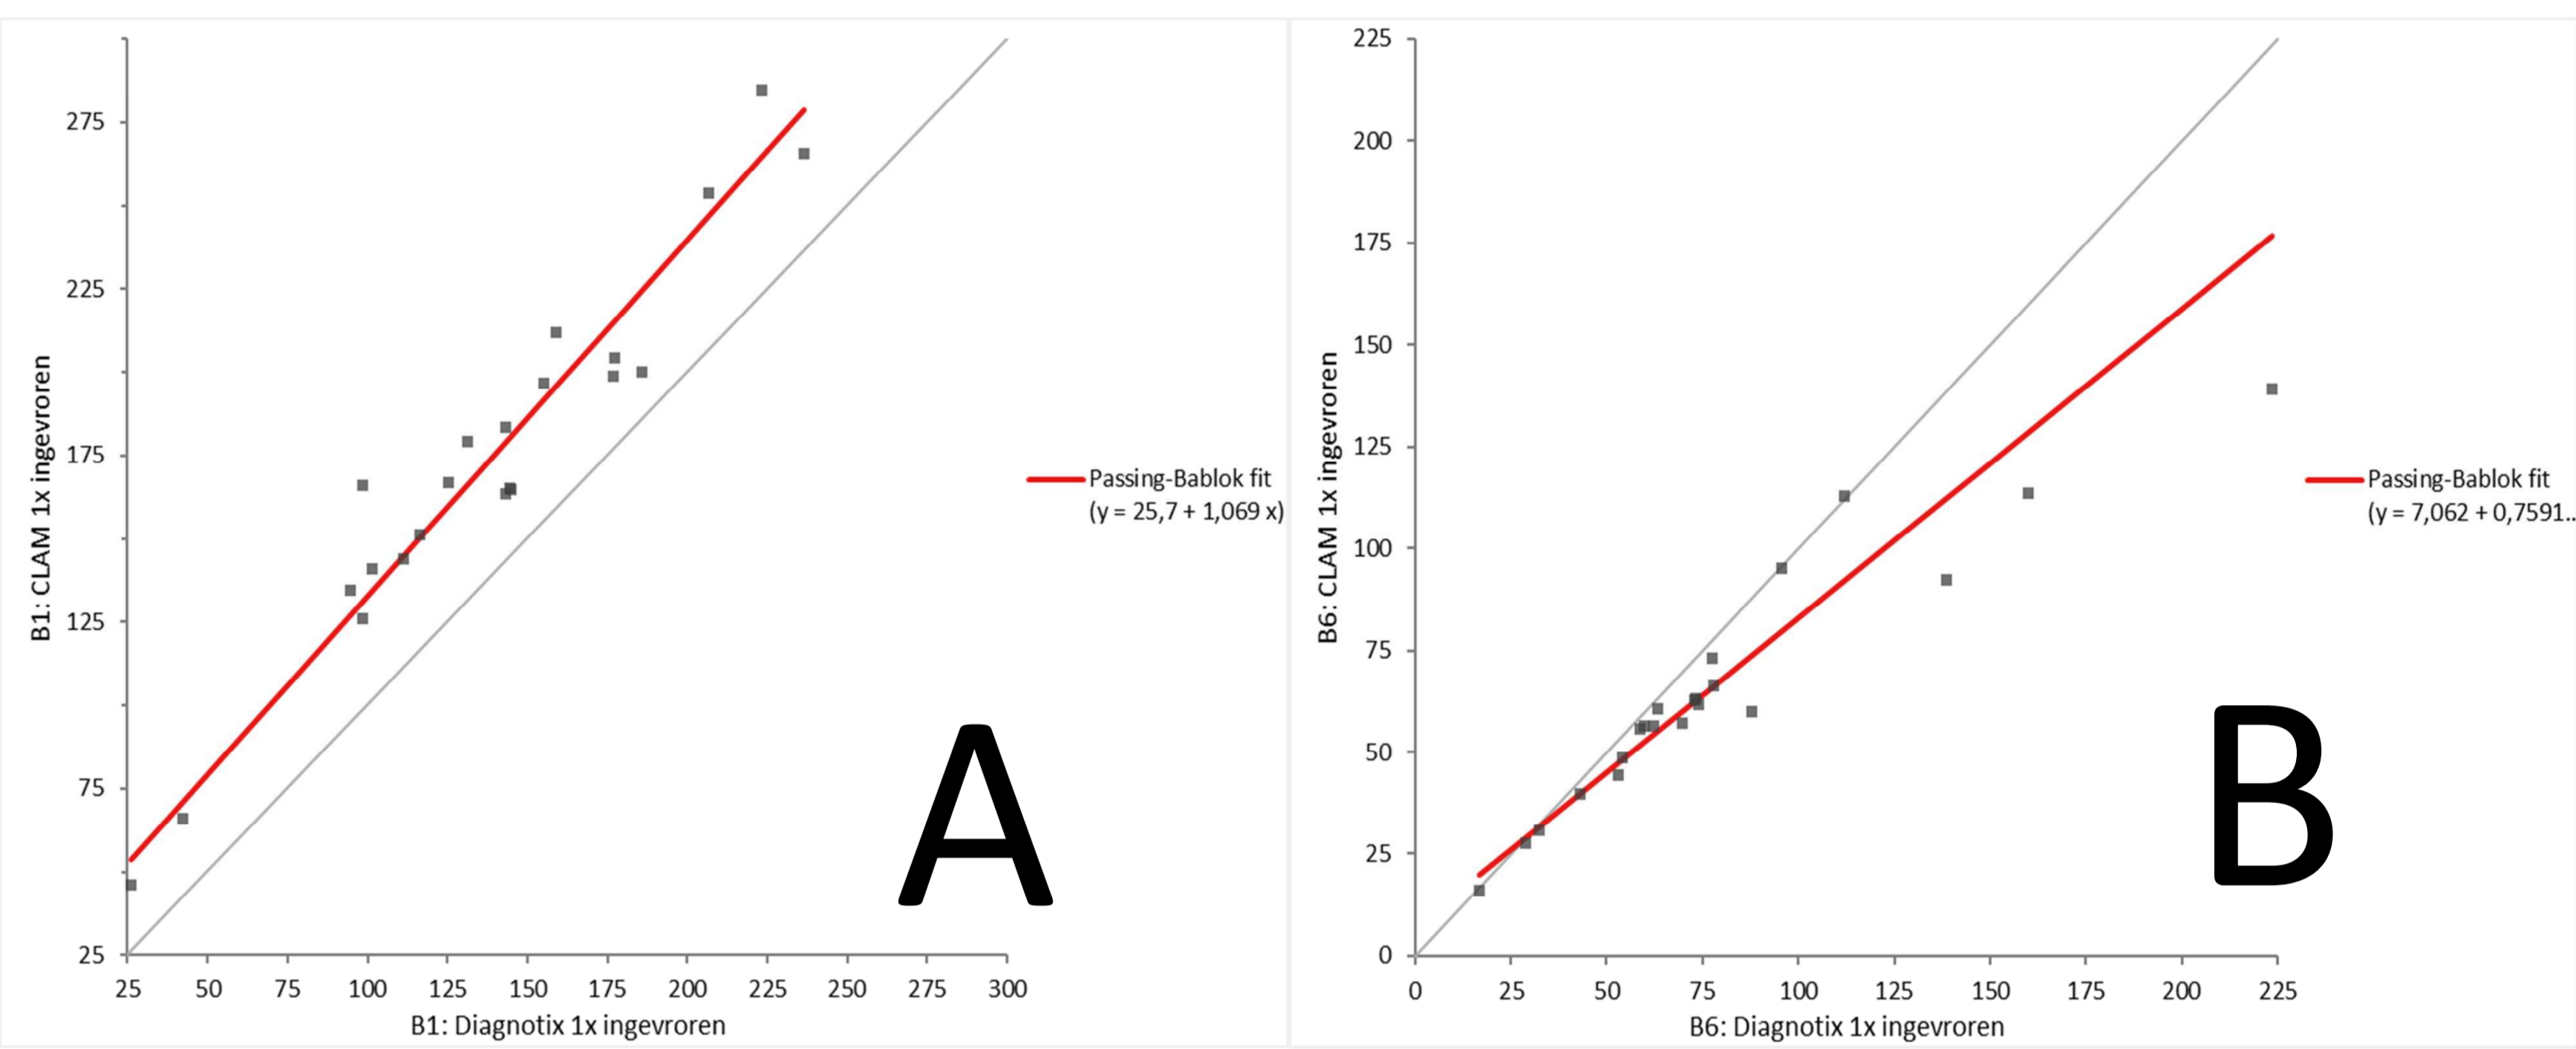 275
225
175
125
75
25
B1: CLAM 1x ingevroren
25 50 75 100 125 150 175 200 225 250 275 300
B1: Diagnotix 1x ingevroren
Passing-Bablok fit
(y = 25,7 + 1,069 x)
A
225
200
175
150
125
100
75
50
25
0
B6: CLAM 1x ingevroren
0 25 50 75 100 125 150 175 200 225
B6: Diagnotix 1x ingevroren
Passing-Bablok fit
(y = 7,062 + 0,7591..
B